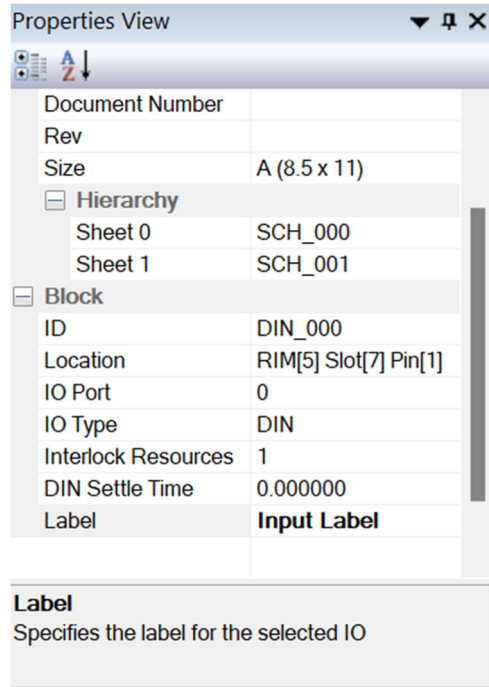 Properties View
A
Z
Document Number
Rev
Size A (8.5 x 11)
Hierarchy
Sheet 0 SCH_000
Sheet 1 SCH_001
Block
ID DIN_000
Location RIM[5] Slot[7] Pin[1]
IO Port 0
IO Type DIN
Interlock Resources 1
DIN Settle Time 0.000000
Label Input Label
Label
Specifies the label for the selected IO